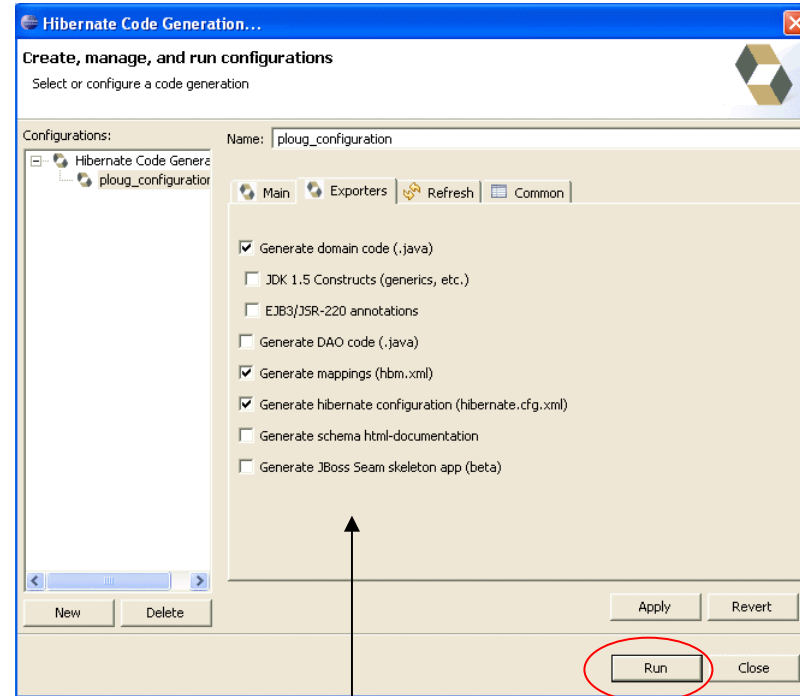 Hibernate Code Generation...
Create, manage, and run configurations
Select or configure a code generation
Configurations:
Hibernate Code Genera
ploug_configuration
Name: ploug_configuration
Main Exporters Refresh Common
Generate domain code (.java)
JDK 1.5 Constructs (generics, etc.)
EJB3/JSR-220 annotations
Generate DAO code (.java)
Generate mappings (hbm.xml)
Generate hibernate configuration (hibernate.cfg.xml)
Generate schema html-documentation
Generate JBoss Seam skeleton app (beta)
New Delete
Apply Revert
Run Close